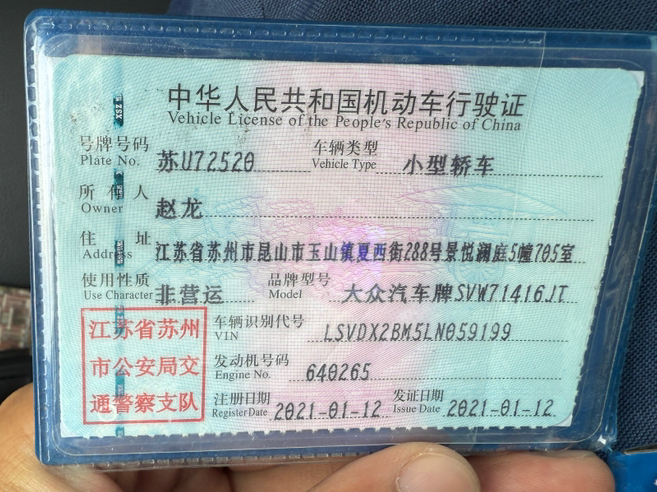 中华人民共和国机动车行驶证
Vehicle License of the People's Republic of China
号牌号码 苏U72520 车辆类型 小型轿车
Plate No. Vehicle Type
所有人 赵龙
Owner
住址 江苏省苏州市昆山市玉山镇夏西街288号景悦澜庭5幢705室
Address
使用性质 非营运 品牌型号 大众汽车牌SVW71416JT
Use Character Model
江苏省苏州
市公安局交
通警察支队
车辆识别代号 LSVDX2BM5LN059199
VIN
发动机号码 640265
Engine No.
注册日期 2021-01-12 发证日期 2021-01-12
Register Date Issue Date